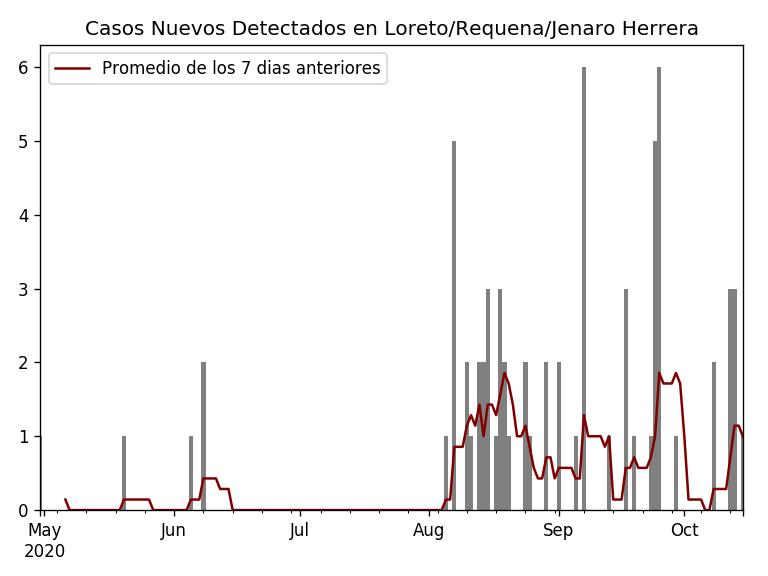 Casos Nuevos Detectados en Loreto/Requena/Jenaro Herrera
Promedio de los 7 dias anteriores
6
5
4
3
2
1
0
May Jun Jul Aug Sep Oct
2020